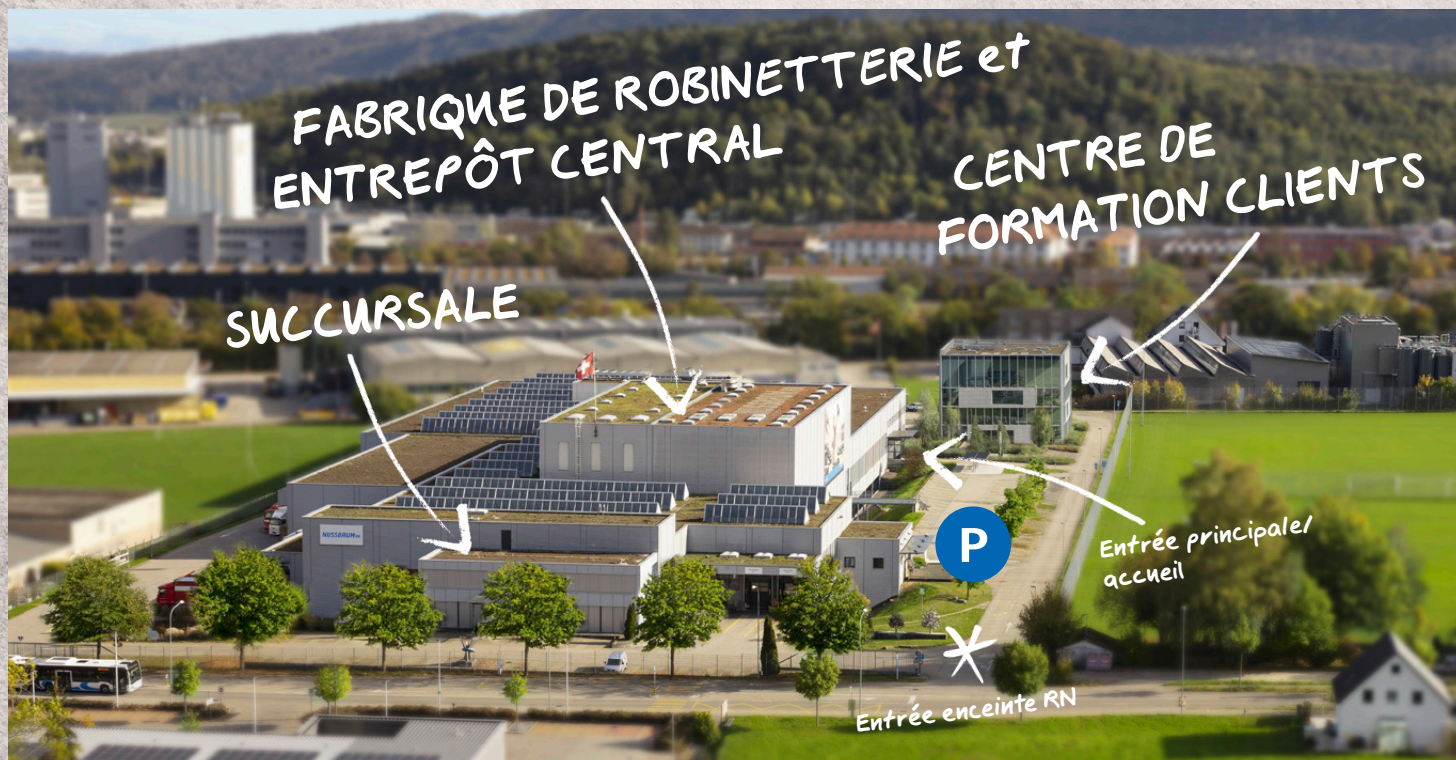 FABRIQUE DE ROBINETTERIE et
ENTREPÔT CENTRAL
CENTRE DE
FORMATION CLIENTS
SUCCURSALE
NUSSBAUM
P
Entrée principale/
accueil
Entrée enceinte RN